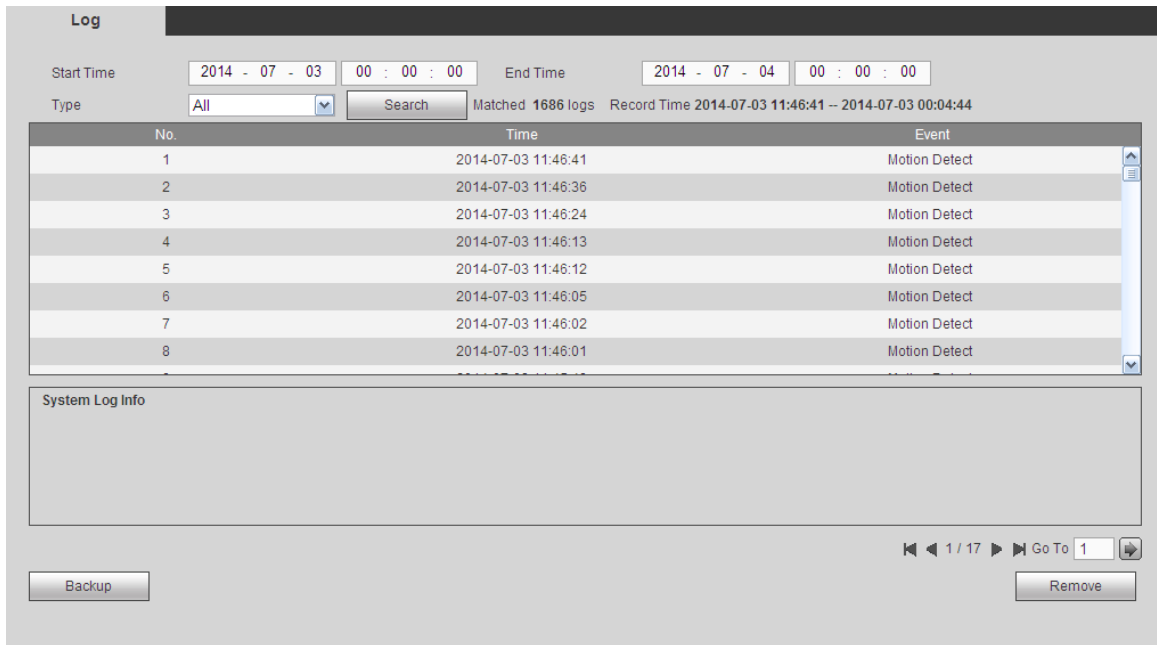 Log
Start Time 2014 - 07 - 03 00 : 00 : 00 End Time 2014 - 07 - 04 00 : 00 : 00
Type All Search Matched 1686 logs Record Time 2014-07-03 11:46:41 -- 2014-07-03 00:04:44
No. Time Event
1 2014-07-03 11:46:41 Motion Detect
2 2014-07-03 11:46:36 Motion Detect
3 2014-07-03 11:46:24 Motion Detect
4 2014-07-03 11:46:13 Motion Detect
5 2014-07-03 11:46:12 Motion Detect
6 2014-07-03 11:46:05 Motion Detect
7 2014-07-03 11:46:02 Motion Detect
8 2014-07-03 11:46:01 Motion Detect
System Log Info
1 / 17 Go To 1
Backup Remove